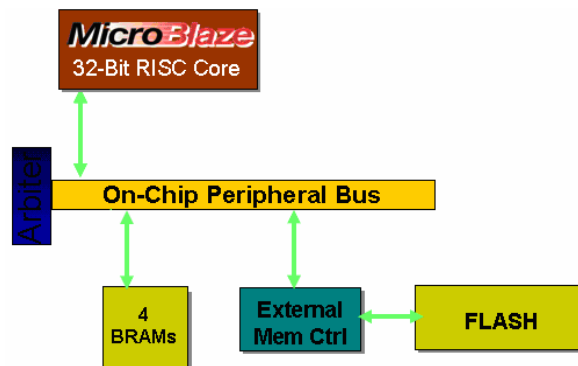 MicroBlaze
32-Bit RISC Core
Arbiter
On-Chip Peripheral Bus
4
BRAMs
External
Mem Ctrl
FLASH